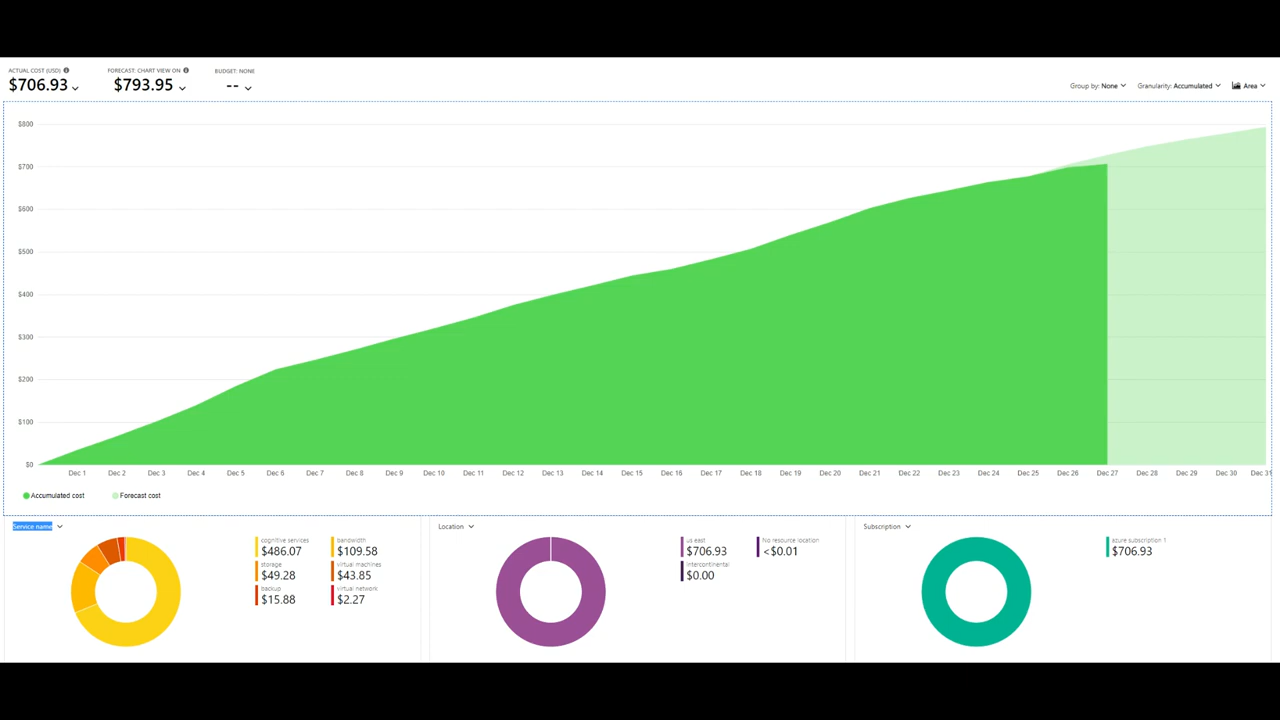 ACTUAL COST (USD) FORECAST: CHART VIEW ON BUDGET: NONE
$706.93 $793.95 --
Group by: None Granularity: Accumulated Area
$800
$700
$600
$500
$400
$300
$200
$100
$0
Dec 1 Dec 2 Dec 3 Dec 4 Dec 5 Dec 6 Dec 7 Dec 8 Dec 9 Dec 10 Dec 11 Dec 12 Dec 13 Dec 14 Dec 15 Dec 16 Dec 17 Dec 18 Dec 19 Dec 20 Dec 21 Dec 22 Dec 23 Dec 24 Dec 25 Dec 26 Dec 27 Dec 28 Dec 29 Dec 30 Dec 31
Accumulated cost Forecast cost
Service name
cognitive services bandwidth
$486.07 $109.58
storage virtual machines
$49.28 $43.85
backup virtual network
$15.88 $2.27
Location
us east No resource location
$706.93 <$0.01
intercontinental
$0.00
Subscription
azure subscription 1
$706.93